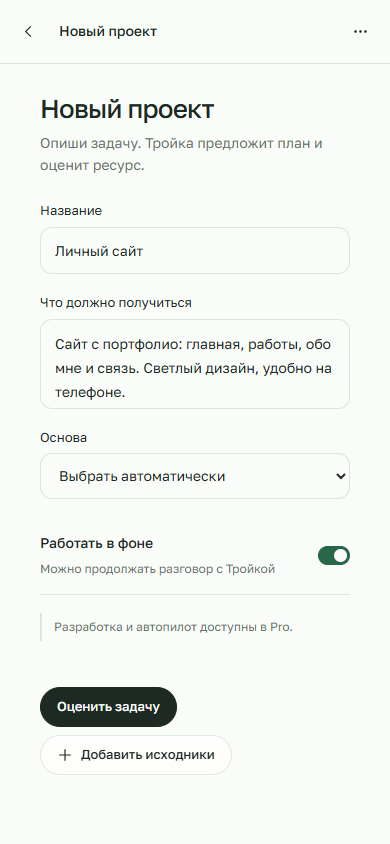 Новый проект
Новый проект
Опиши задачу. Тройка предложит план и
оценит ресурс.
Название
Личный сайт
Что должно получиться
Сайт с портфолио: главная, работы, обо
мне и связь. Светлый дизайн, удобно на
телефоне.
Основа
Выбрать автоматически
Работать в фоне
Можно продолжать разговор с Тройкой
Разработка и автопилот доступны в Pro.
Оценить задачу
Добавить исходники